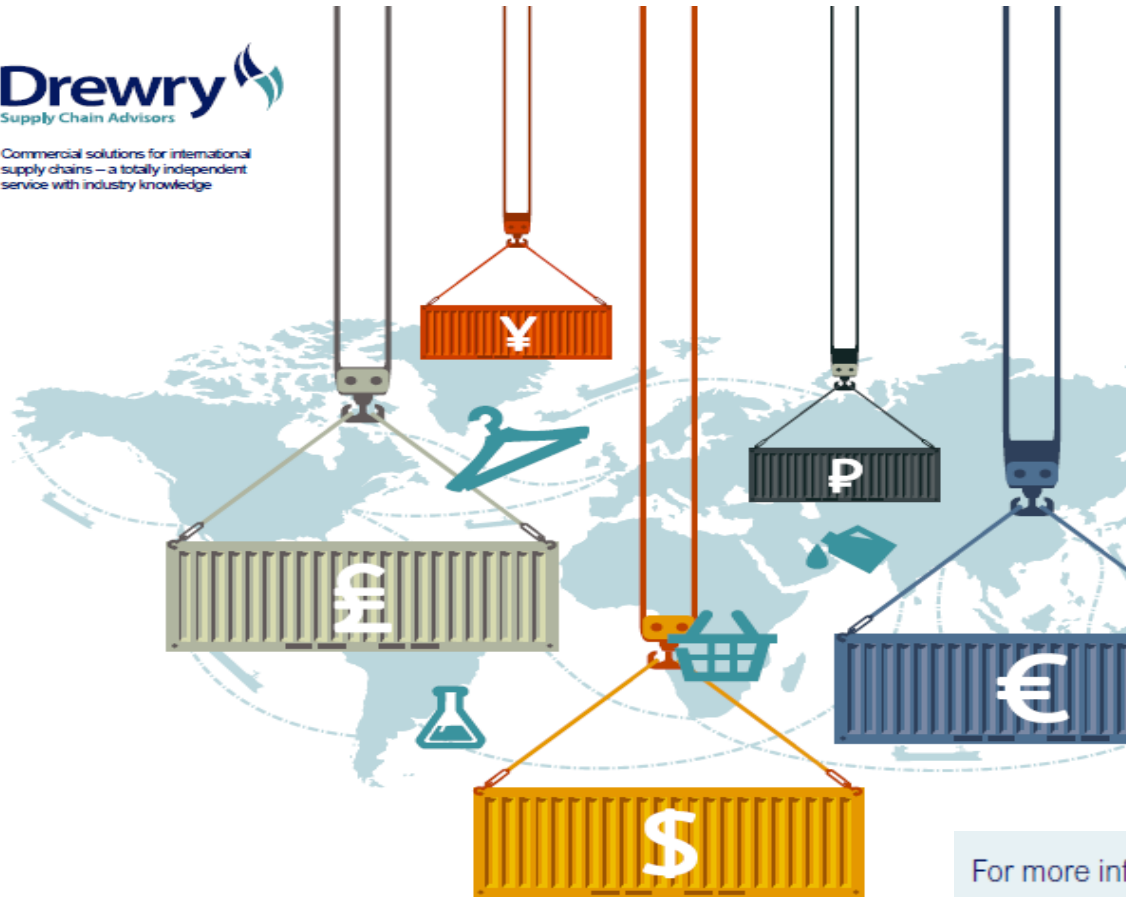 Drewry
Supply Chain Advisors
Commercial solutions for international
supply chains – a totally independent
service with industry knowledge
¥
₽
£
€
$
For more inf